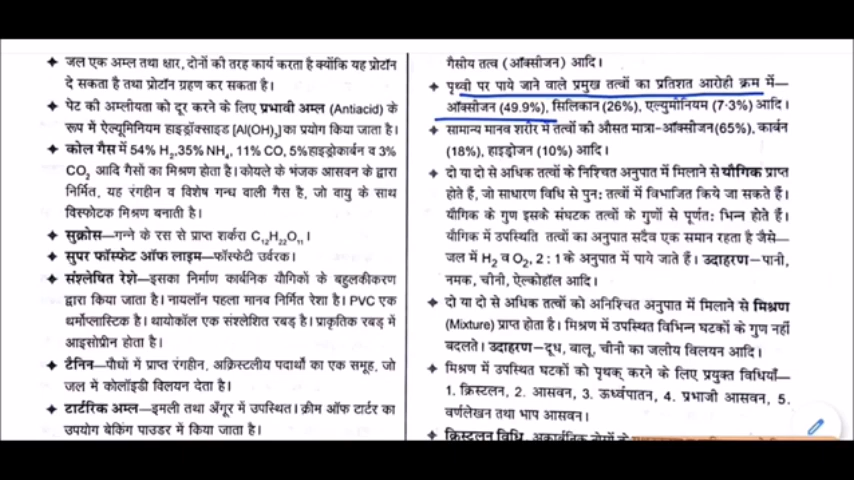 ✦ जल एक अम्ल तथा क्षार, दोनों की तरह कार्य करता है क्योंकि यह प्रोटॉन
दे सकता है तथा प्रोटॉन ग्रहण कर सकता है।
✦ पेट की अम्लीयता को दूर करने के लिए प्रभावी अम्ल (Antiacid) के
रूप में ऐल्यूमिनियम हाइड्रॉक्साइड [Al(OH)₃] का प्रयोग किया जाता है।
✦ कोल गैस में 54% H₂, 35% NH₄, 11% CO, 5% हाइड्रोकार्बन व 3%
CO₂ आदि गैसों का मिश्रण होता है। कोयले के भंजक आसवन के द्वारा
निर्मित, यह रंगहीन व विशेष गन्ध वाली गैस है, जो वायु के साथ
विस्फोटक मिश्रण बनाती है।
✦ सुक्रोस—गन्ने के रस से प्राप्त शर्करा C₁₂H₂₂O₁₁।
✦ सुपर फॉस्फेट ऑफ लाइम—फॉस्फेटी उर्वरक।
✦ संश्लेषित रेशे—इसका निर्माण कार्बनिक यौगिकों के बहुलकीकरण
द्वारा किया जाता है। नायलॉन पहला मानव निर्मित रेशा है। PVC एक
थर्मोप्लास्टिक है। थायोकॉल एक संश्लेशित रबड़ है। प्राकृतिक रबड़ में
आइसोप्रीन होता है।
✦ टैनिन—पौधों में प्राप्त रंगहीन, अक्रिस्टलीय पदार्थों का एक समूह, जो
जल मे कोलॉइडी विलयन देता है।
✦ टार्टरिक अम्ल—इमली तथा अँगूर में उपस्थित। क्रीम ऑफ टार्टर का
उपयोग बेकिंग पाउडर में किया जाता है।
गैसीय तत्व (ऑक्सीजन) आदि।
✦ पृथ्वी पर पाये जाने वाले प्रमुख तत्वों का प्रतिशत आरोही क्रम में—
ऑक्सीजन (49.9%), सिलिकान (26%), एल्युमीनियम (7·3%) आदि।
✦ सामान्य मानव शरीर में तत्वों की औसत मात्रा-ऑक्सीजन(65%), कार्बन
(18%), हाइड्रोजन (10%) आदि।
✦ दो या दो से अधिक तत्वों के निश्चित अनुपात में मिलाने से यौगिक प्राप्त
होते हैं, जो साधारण विधि से पुन: तत्वों में विभाजित किये जा सकते हैं।
यौगिक के गुण इसके संघटक तत्वों के गुणों से पूर्णत: भिन्न होते हैं।
यौगिक में उपस्थिति तत्वों का अनुपात सदैव एक समान रहता है जैसे—
जल में H₂ व O₂, 2 : 1 के अनुपात में पाये जाते हैं। उदाहरण—पानी,
नमक, चीनी, ऐल्कोहॉल आदि।
✦ दो या दो से अधिक तत्वों को अनिश्चित अनुपात में मिलाने से मिश्रण
(Mixture) प्राप्त होता है। मिश्रण में उपस्थित विभिन्न घटकों के गुण नहीं
बदलते। उदाहरण—दूध, बालू, चीनी का जलीय विलयन आदि।
✦ मिश्रण में उपस्थित घटकों को पृथक् करने के लिए प्रयुक्त विधियाँ—
1. क्रिस्टलन, 2. आसवन, 3. ऊर्ध्वपातन, 4. प्रभाजी आसवन, 5.
वर्णलेखन तथा भाप आसवन।
✦ क्रिस्टलन विधि